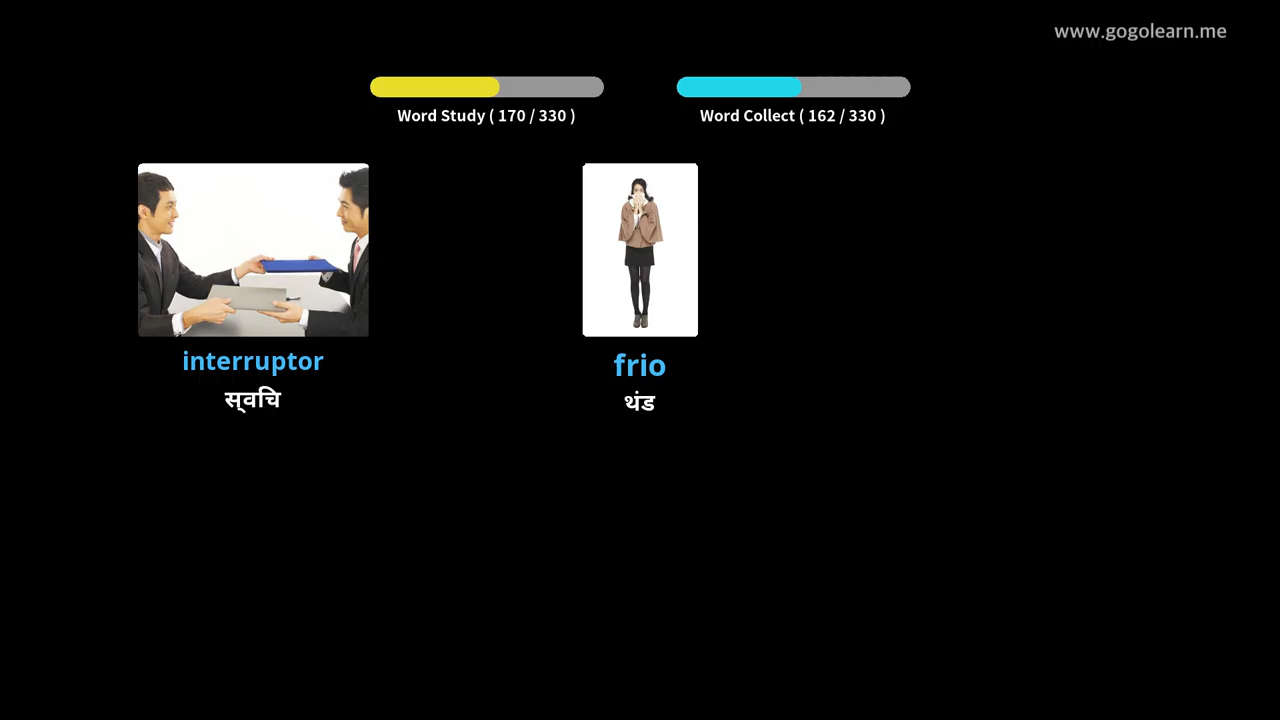 www.gogolearn.me
Word Study ( 170 / 330 )
Word Collect ( 162 / 330 )
interruptor
स्वचि
frio
थंड